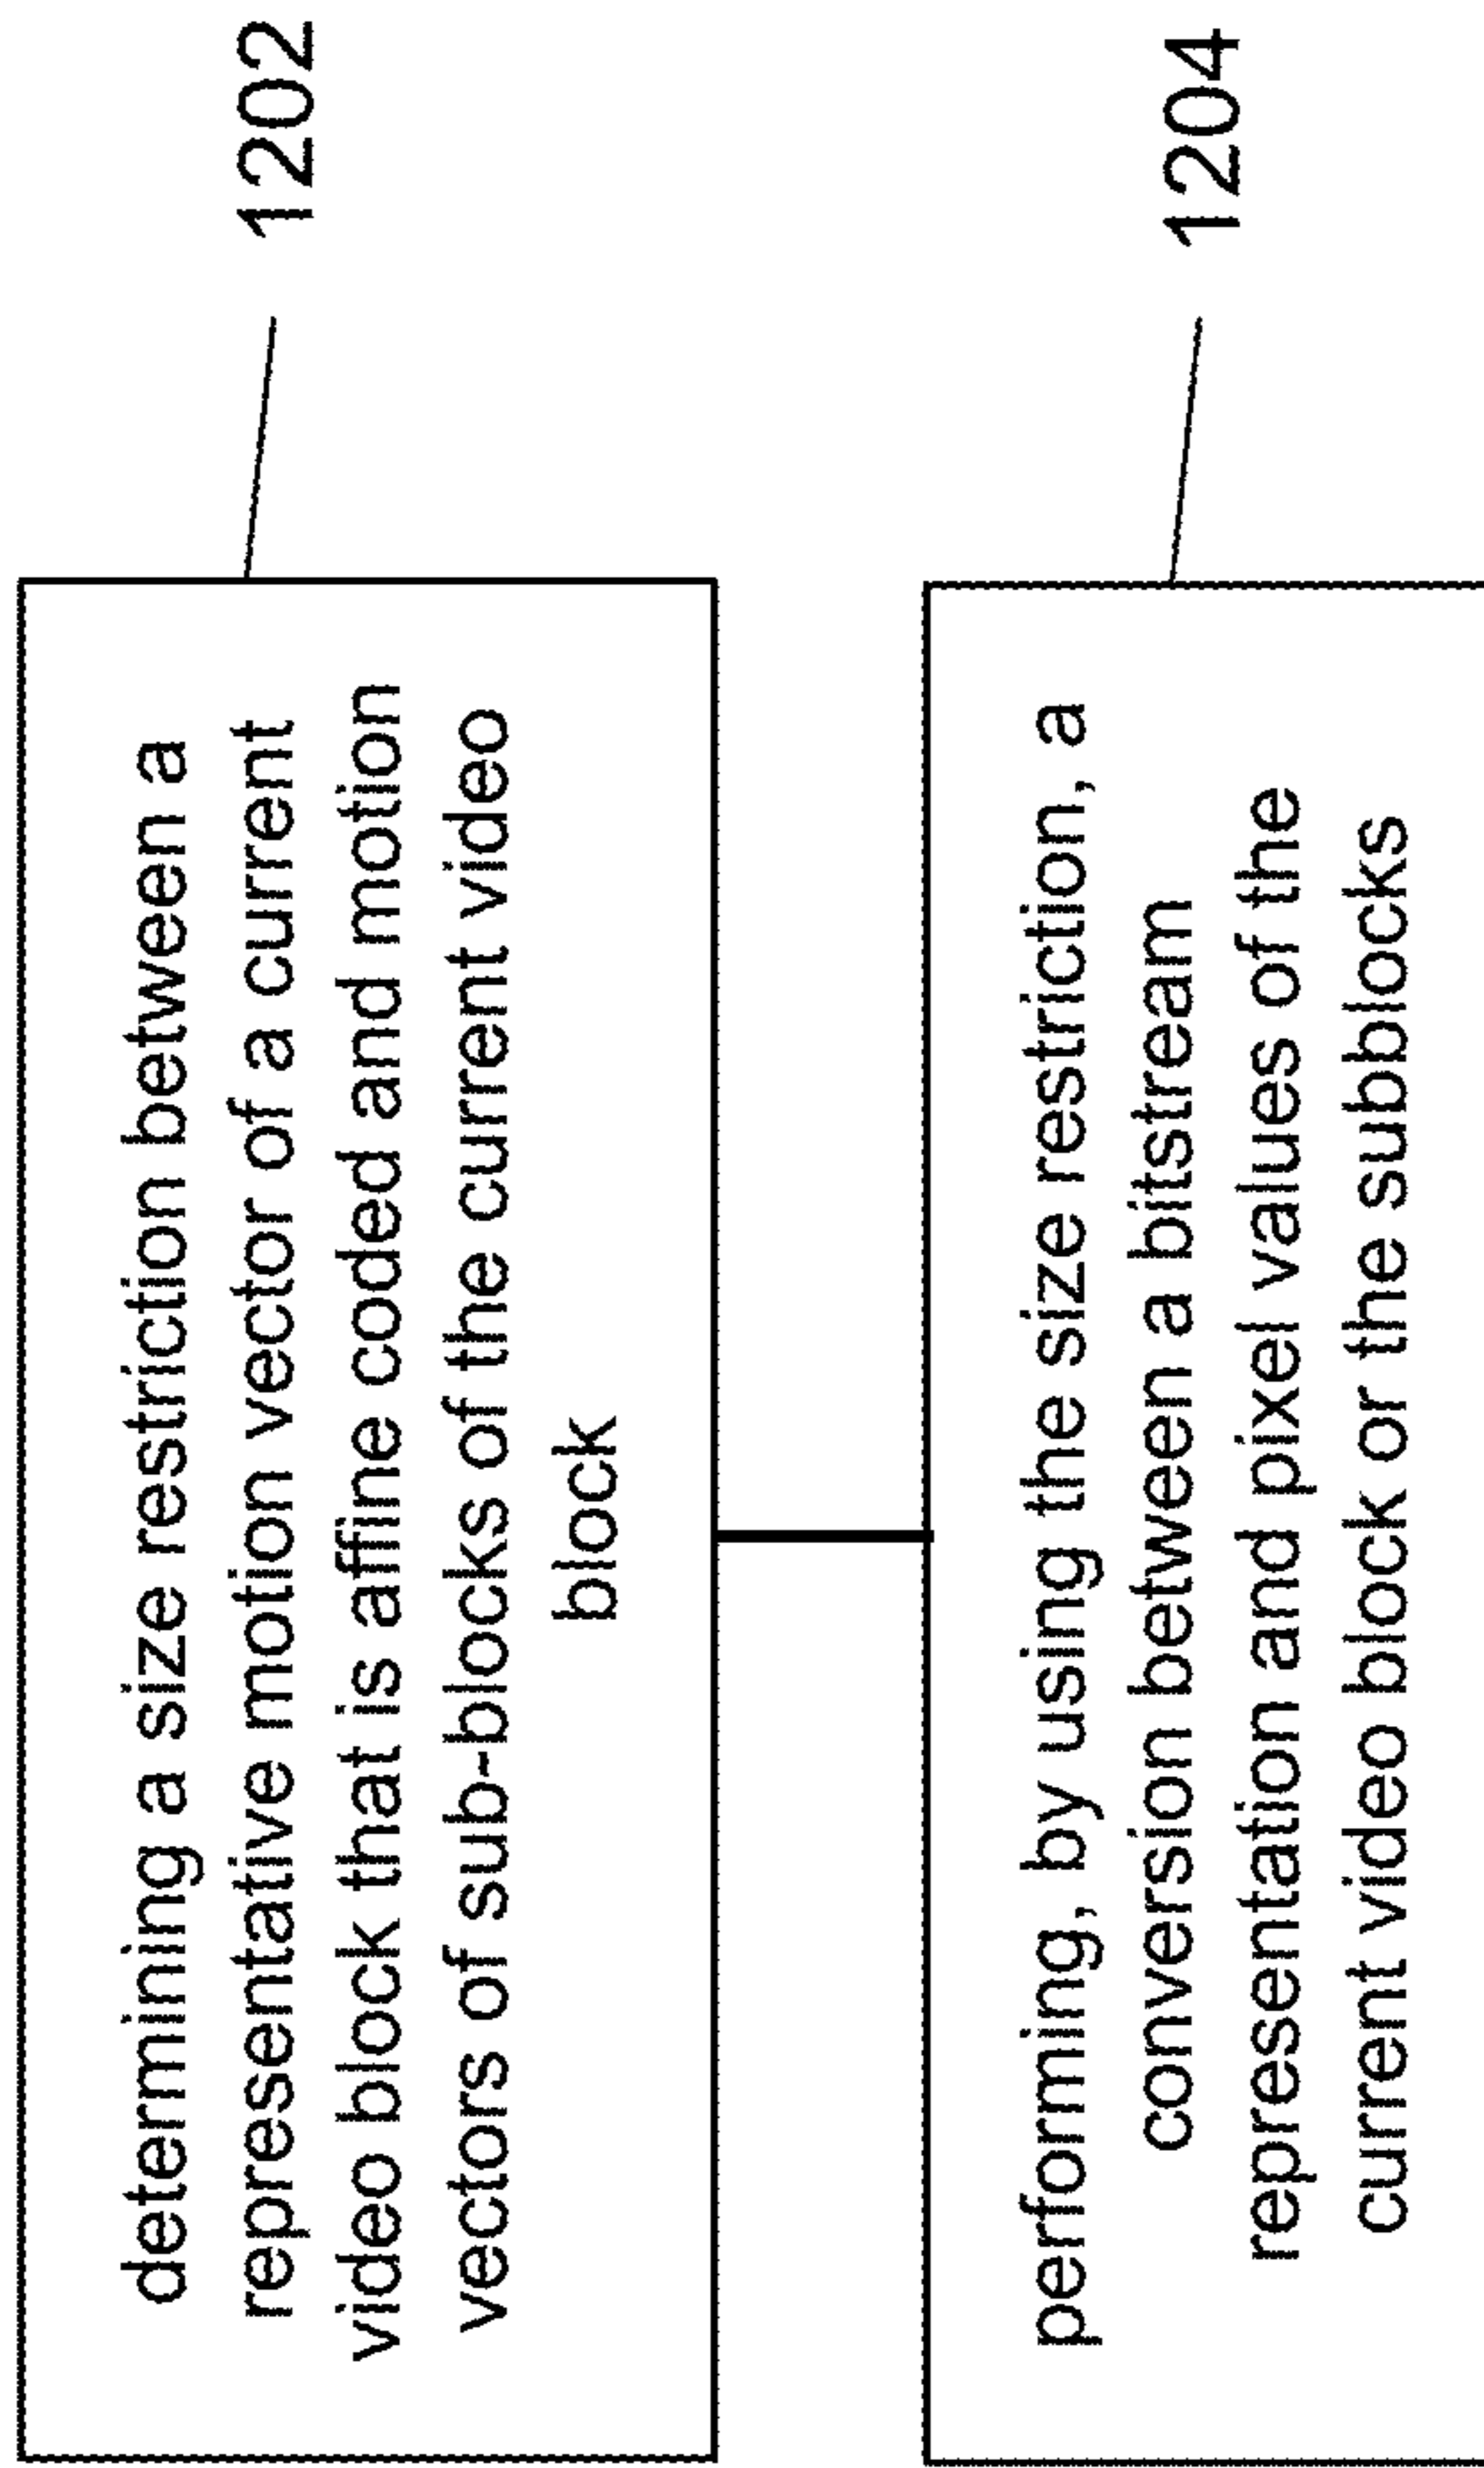 determining a size restriction between a
representative motion vector of a current
video block that is affine coded and motion
vectors of sub-blocks of the current video
block
1202
performing, by using the size restriction, a
conversion between a bitstream
representation and pixel values of the
current video block or the subblocks
1204